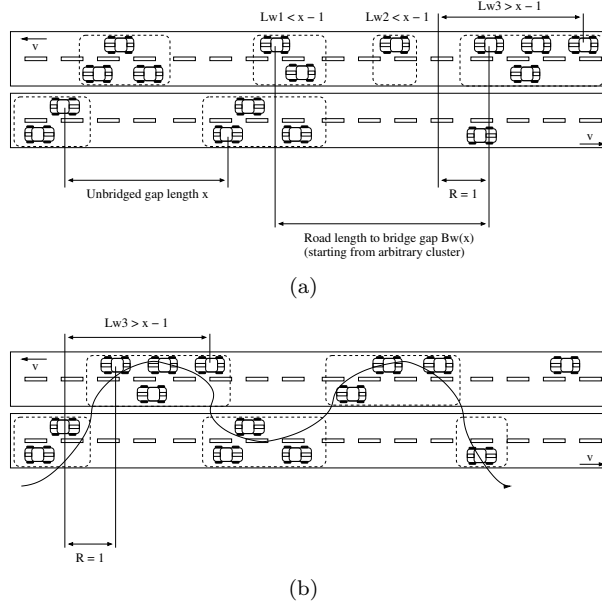 Lw1 < x – 1
Lw2 < x – 1
Lw3 > x – 1
v
v
Unbridged gap length x
R = 1
Road length to bridge gap Bw(x)
(starting from arbitrary cluster)
(a)
Lw3 > x – 1
v
v
R = 1
(b)